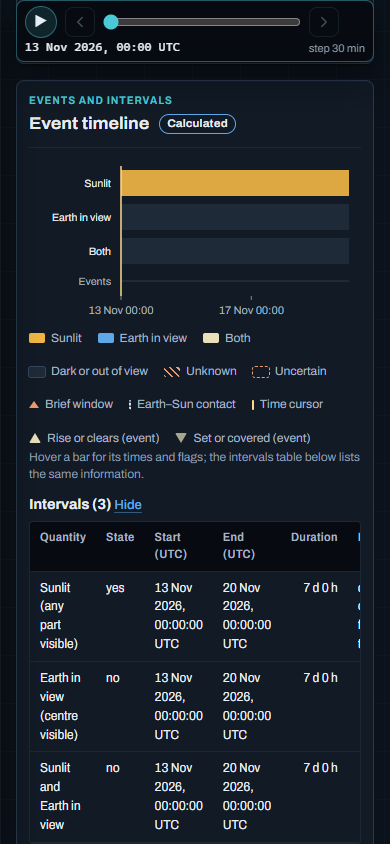 13 Nov 2026, 00:00 UTC
step 30 min
EVENTS AND INTERVALS
Event timeline Calculated
Sunlit
Earth in view
Both
Events
13 Nov 00:00 17 Nov 00:00
Sunlit Earth in view Both
Dark or out of view Unknown Uncertain
Brief window Earth–Sun contact Time cursor
Rise or clears (event) Set or covered (event)
Hover a bar for its times and flags; the intervals table below lists
the same information.
Intervals (3) Hide
Quantity State Start (UTC) End (UTC) Duration
Sunlit (any part visible) yes 13 Nov 2026, 00:00:00 UTC 20 Nov 2026, 00:00:00 UTC 7 d 0 h
Earth in view (centre visible) no 13 Nov 2026, 00:00:00 UTC 20 Nov 2026, 00:00:00 UTC 7 d 0 h
Sunlit and Earth in view no 13 Nov 2026, 00:00:00 UTC 20 Nov 2026, 00:00:00 UTC 7 d 0 h